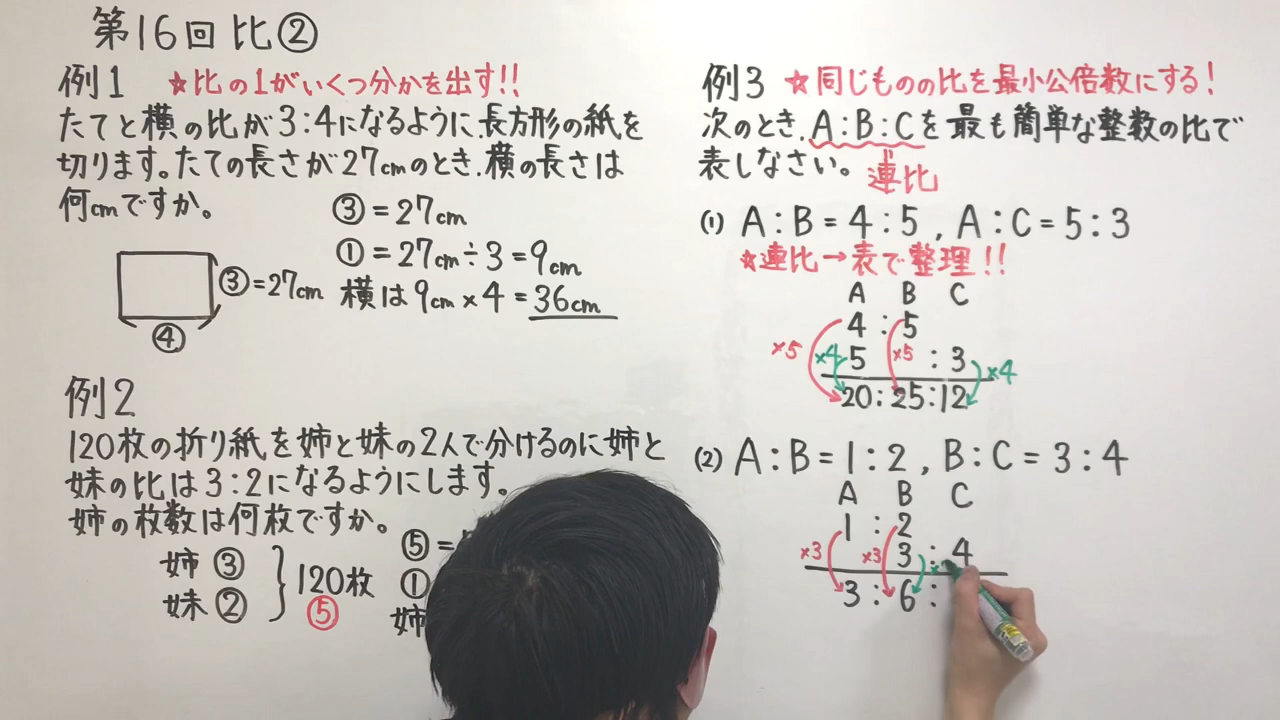 第16回 比②
例1 ☆比の1がいくつ分かを出す!!
たてと横の比が3:4になるように長方形の紙を
切ります。たての長さが27cmのとき、横の長さは
何cmですか。
③=27cm
①=27cm÷3=9cm
横は9cm×4=36cm
③=27cm
④
例2
120枚の折り紙を姉と妹の2人で分けるのに姉と
妹の比は3:2になるようにします。
姉の枚数は何枚ですか。
姉③
妹②
120枚
⑤
⑤=
①
姉
例3 ☆同じものの比を最小公倍数にする!
次のとき、A:B:Cを最も簡単な整数の比で
表しなさい。
連比
(1) A:B=4:5, A:C=5:3
☆連比→表で整理!!
A B C
4:5
×5 ×4 5 ×5 :3 ×4
20:25:12
(2) A:B=1:2, B:C=3:4
A B C
1:2
×3 ×3 3:4
3:6: